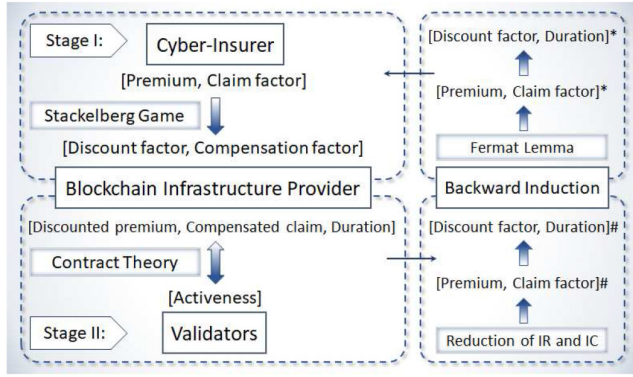 Stage I:
Cyber-Insurer
[Premium, Claim factor]
Stackelberg Game
[Discount factor, Compensation factor]
Blockchain Infrastructure Provider
[Discounted premium, Compensated claim, Duration]
Contract Theory
[Activeness]
Stage II:
Validators
[Discount factor, Duration]*
[Premium, Claim factor]*
Fermat Lemma
Backward Induction
[Discount factor, Duration]#
[Premium, Claim factor]#
Reduction of IR and IC